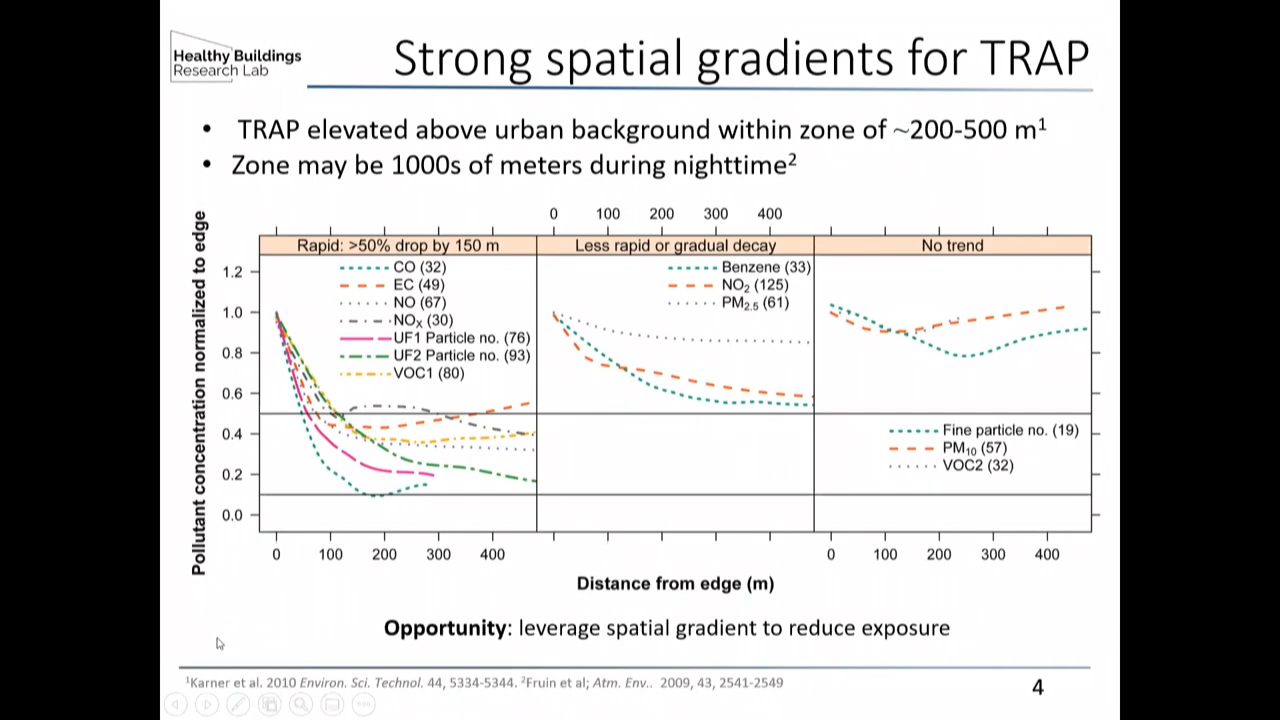 Healthy Buildings
Research Lab
Strong spatial gradients for TRAP
• TRAP elevated above urban background within zone of ~200-500 m¹
• Zone may be 1000s of meters during nighttime²
0 100 200 300 400
Rapid: >50% drop by 150 m
Less rapid or gradual decay
No trend
Pollutant concentration normalized to edge
1.2
1.0
0.8
0.6
0.4
0.2
0.0
CO (32)
EC (49)
NO (67)
NOₓ (30)
UF1 Particle no. (76)
UF2 Particle no. (93)
VOC1 (80)
Benzene (33)
NO₂ (125)
PM₂.₅ (61)
Fine particle no. (19)
PM₁₀ (57)
VOC2 (32)
0 100 200 300 400
0 100 200 300 400
Distance from edge (m)
Opportunity: leverage spatial gradient to reduce exposure
¹Karner et al. 2010 Environ. Sci. Technol. 44, 5334-5344. ²Fruin et al; Atm. Env.. 2009, 43, 2541-2549
4